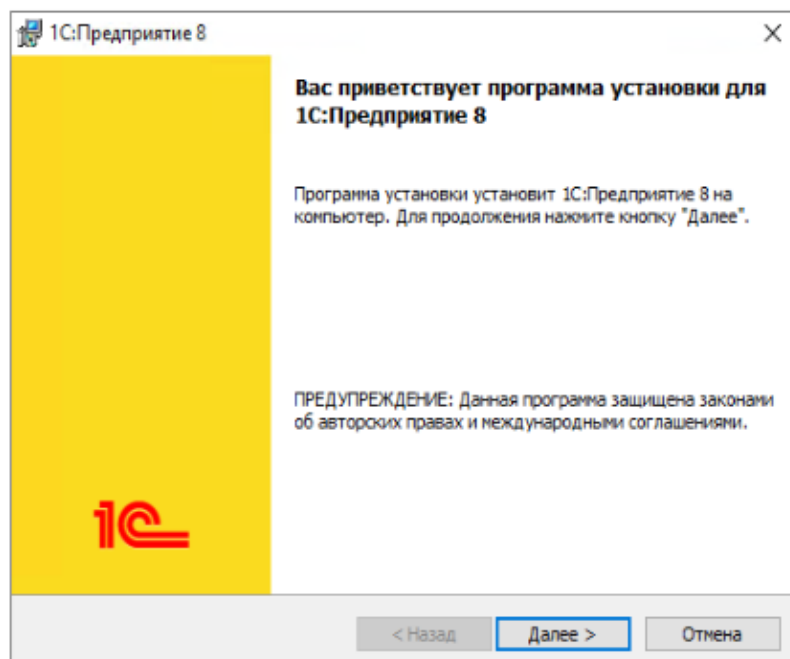 1С:Предприятие 8
Вас приветствует программа установки для
1С:Предприятие 8
Программа установки установит 1С:Предприятие 8 на
компьютер. Для продолжения нажмите кнопку "Далее".
ПРЕДУПРЕЖДЕНИЕ: Данная программа защищена законами
об авторских правах и международными соглашениями.
1С
< Назад
Далее >
Отмена